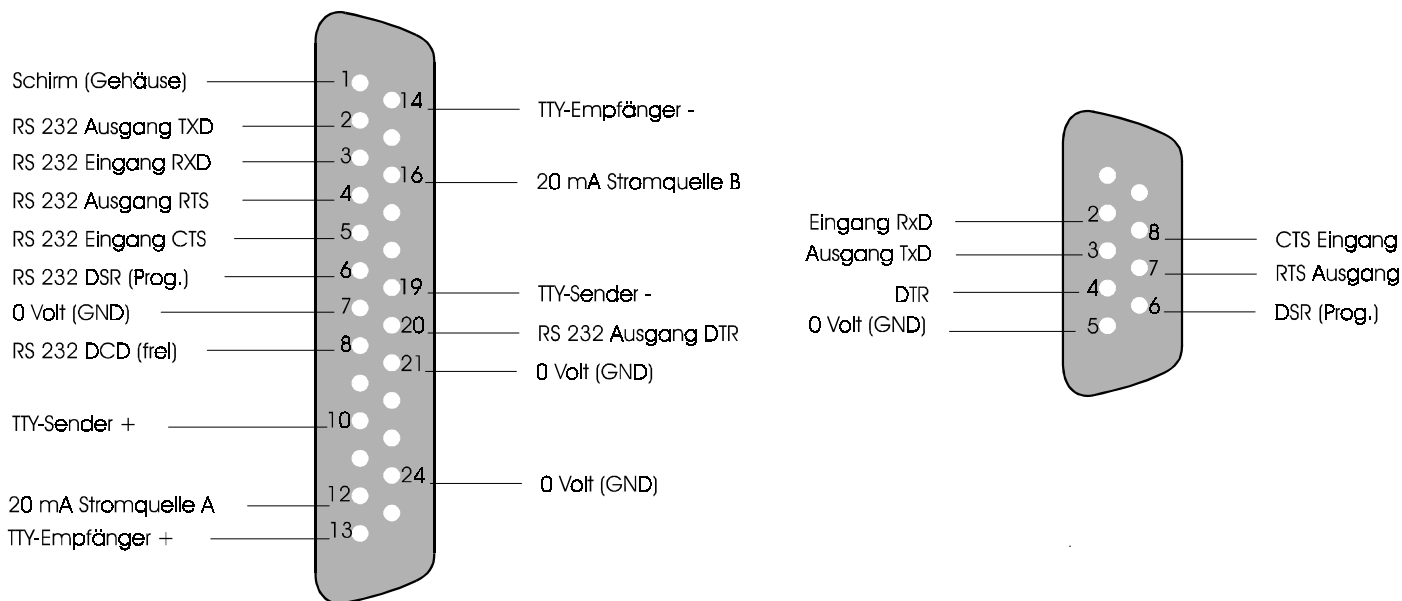 Schirm (Gehäuse) 1
RS 232 Ausgang TXD 2
RS 232 Eingang RXD 3
RS 232 Ausgang RTS 4
RS 232 Eingang CTS 5
RS 232 DSR (Prog.) 6
0 Volt (GND) 7
RS 232 DCD (frei) 8
TTY-Sender + 10
20 mA Stromquelle A 12
TTY-Empfänger + 13
14 TTY-Empfänger -
16 20 mA Stromquelle B
19 TTY-Sender -
20 RS 232 Ausgang DTR
21 0 Volt (GND)
24 0 Volt (GND)
Eingang RxD 2
Ausgang TxD 3
DTR 4
0 Volt (GND) 5
8 CTS Eingang
7 RTS Ausgang
6 DSR (Prog.)